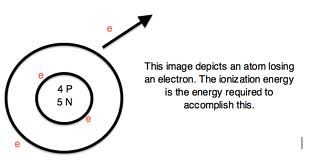 e
This image depicts an atom losing
an electron. The ionization energy
is the energy required to
accomplish this.
e
4 P
5 N
e
e